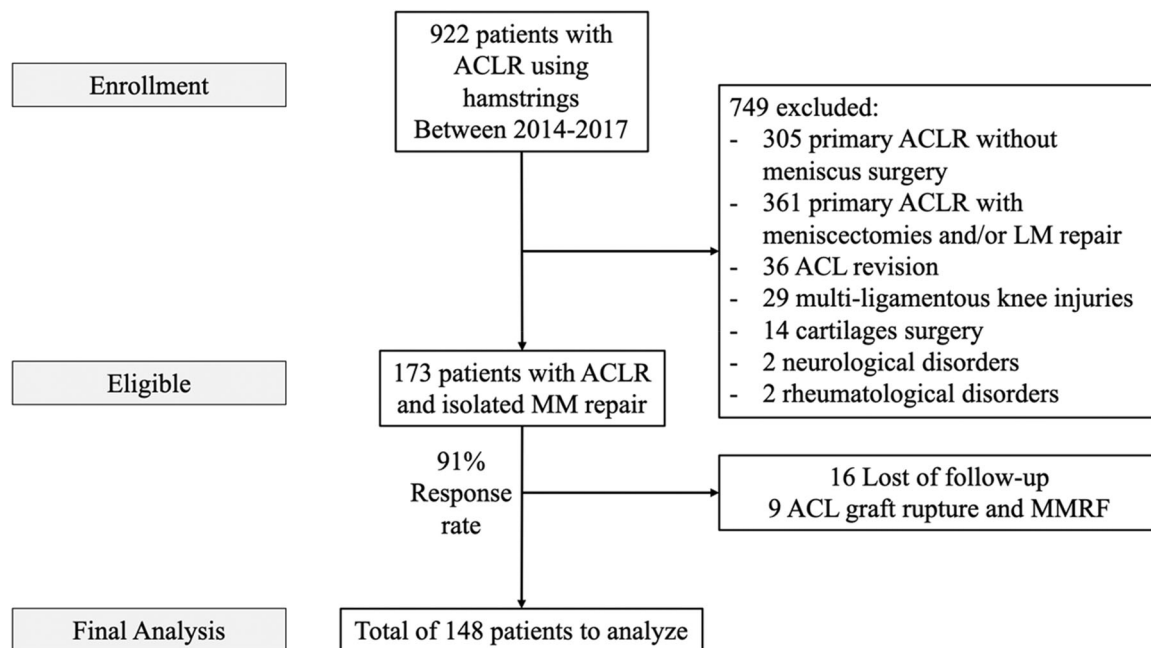 Enrollment
922 patients with
ACLR using
hamstrings
Between 2014-2017
749 excluded:
- 305 primary ACLR without
meniscus surgery
- 361 primary ACLR with
meniscectomies and/or LM repair
- 36 ACL revision
- 29 multi-ligamentous knee injuries
- 14 cartilages surgery
- 2 neurological disorders
- 2 rheumatological disorders
Eligible
173 patients with ACLR
and isolated MM repair
91%
Response
rate
16 Lost of follow-up
9 ACL graft rupture and MMRF
Final Analysis
Total of 148 patients to analyze